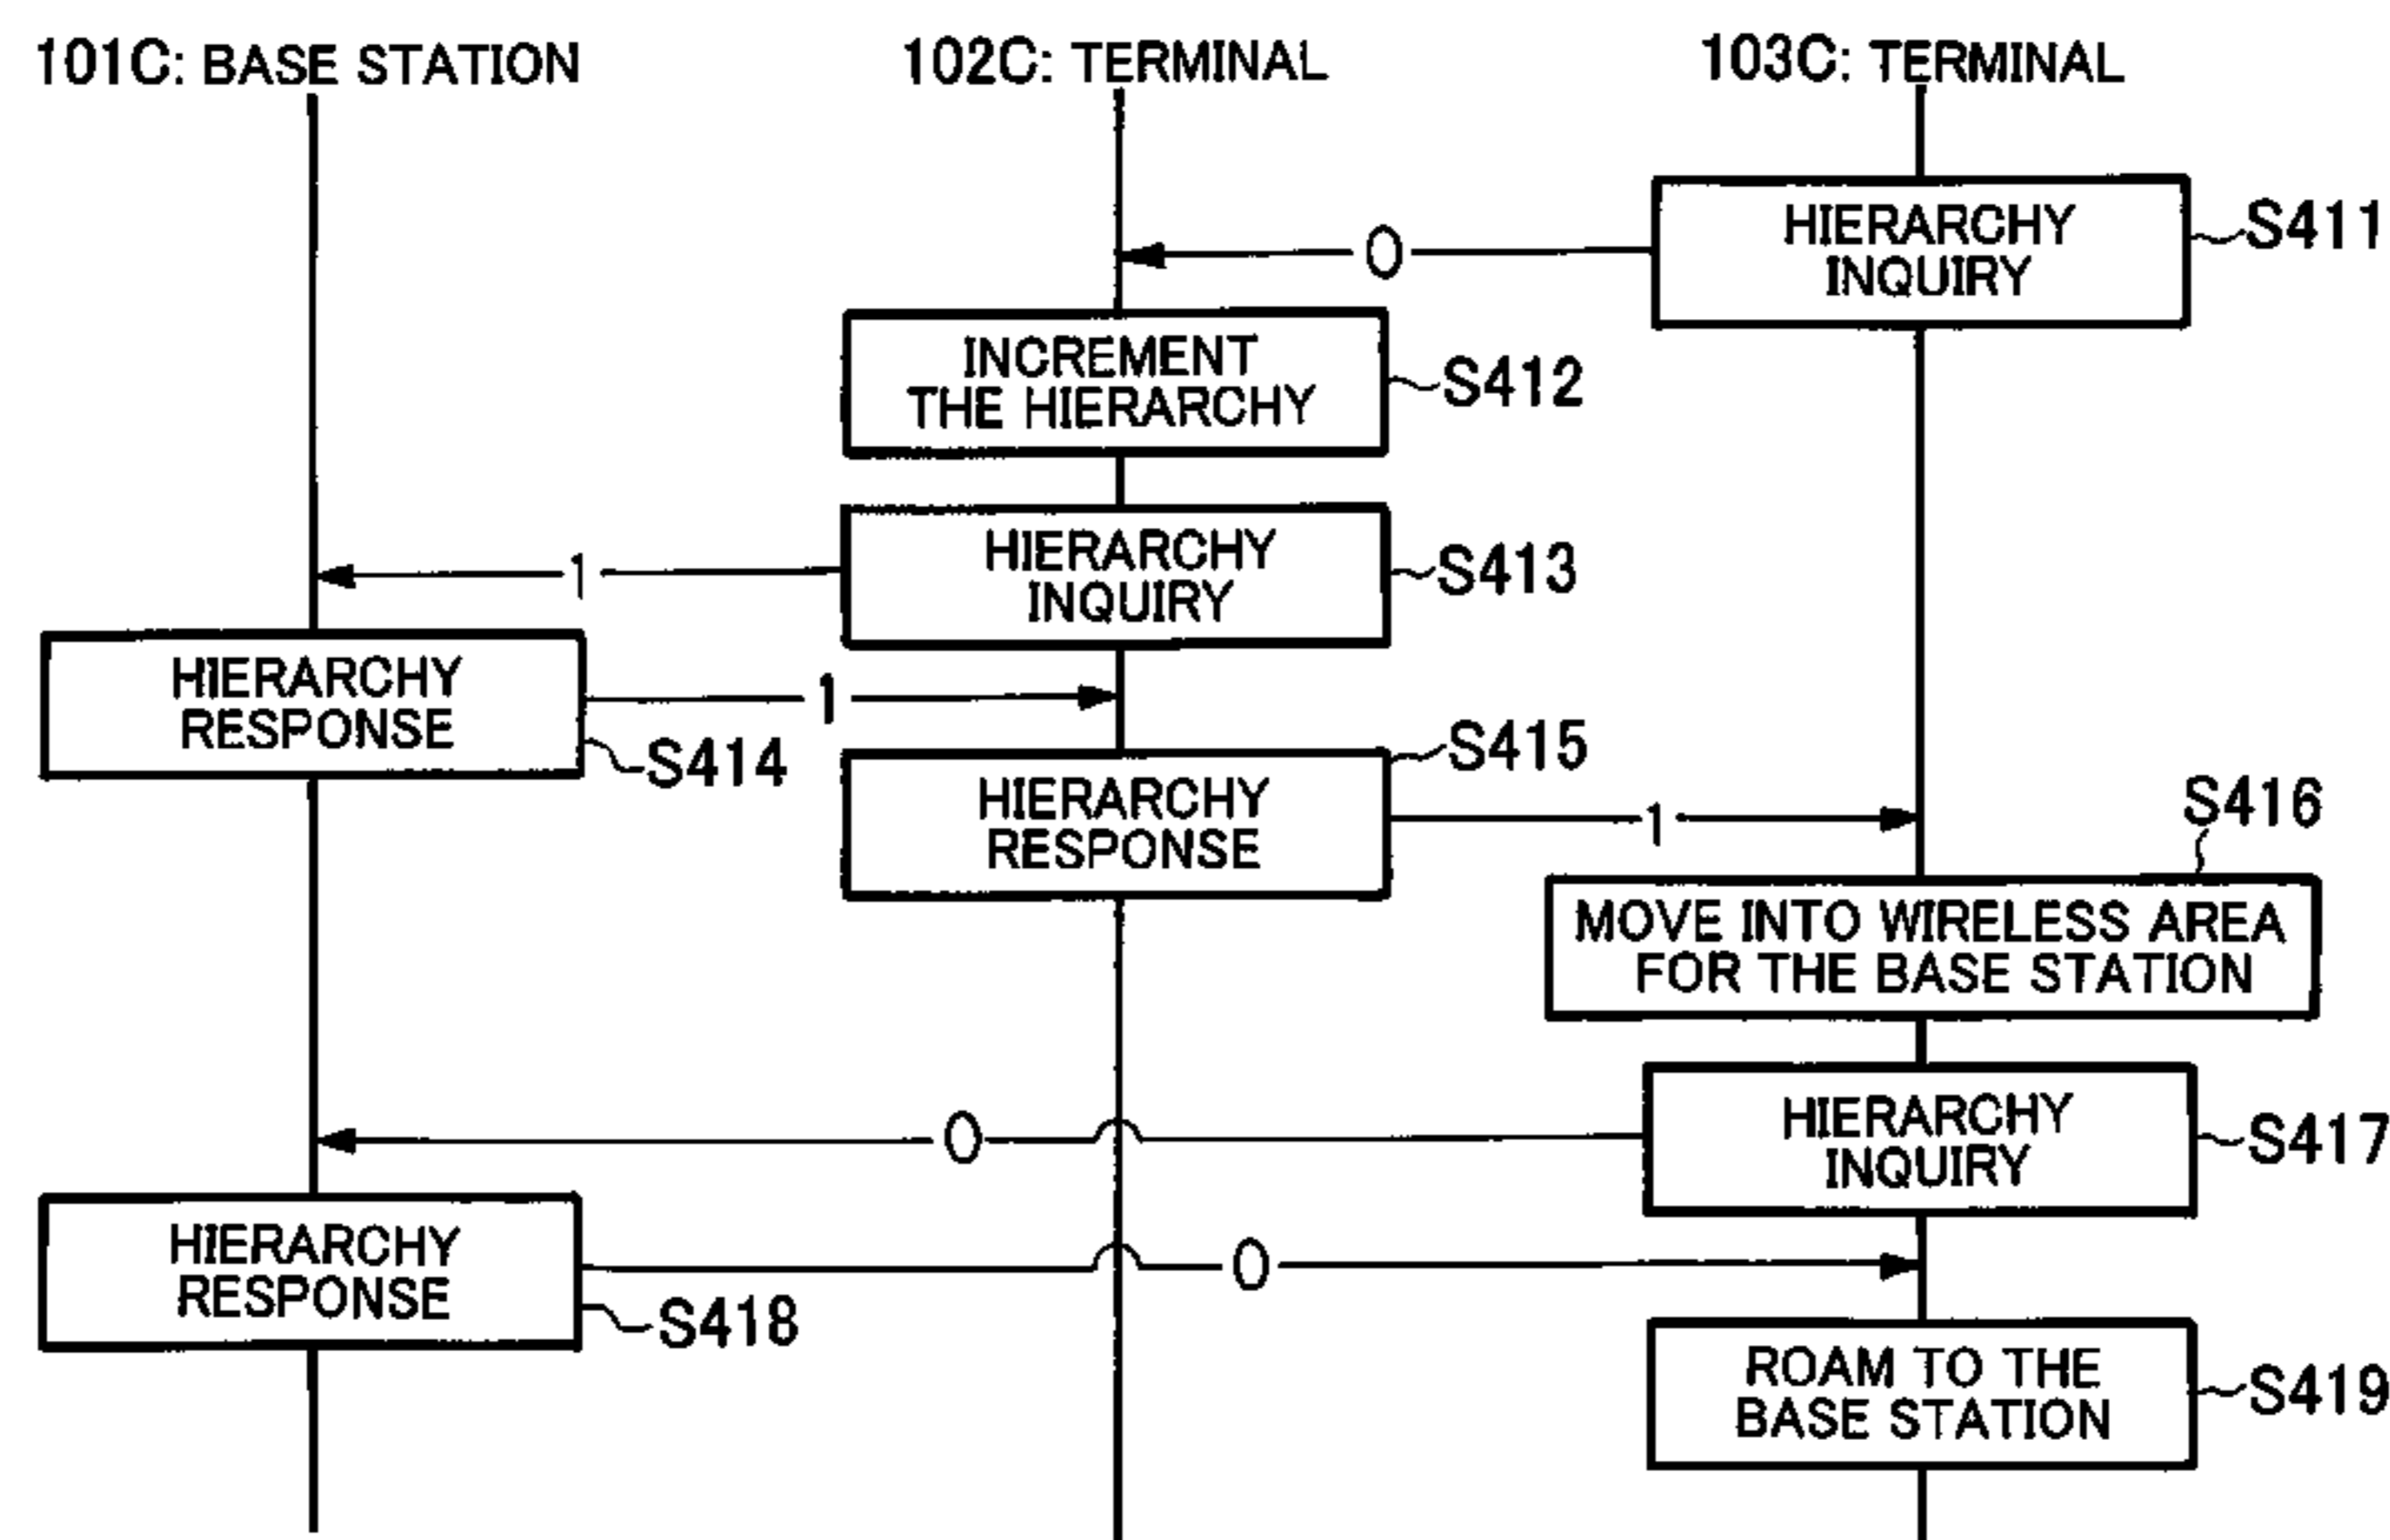 101C: BASE STATION
102C: TERMINAL
103C: TERMINAL
HIERARCHY
INQUIRY
S411
0
INCREMENT
THE HIERARCHY
S412
HIERARCHY
INQUIRY
S413
1
HIERARCHY
RESPONSE
S414
1
HIERARCHY
RESPONSE
S415
1
S416
MOVE INTO WIRELESS AREA
FOR THE BASE STATION
HIERARCHY
INQUIRY
S417
0
HIERARCHY
RESPONSE
S418
0
ROAM TO THE
BASE STATION
S419